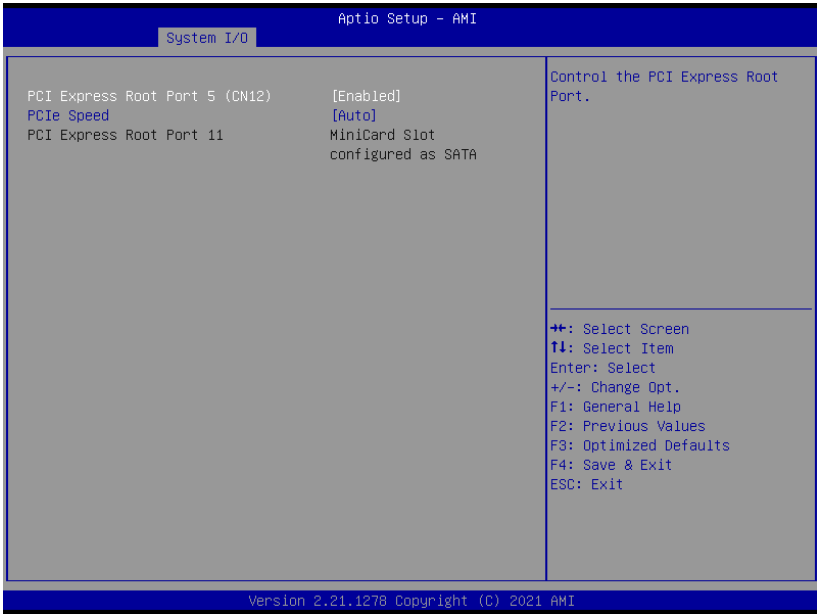 Aptio Setup – AMI
System I/O
PCI Express Root Port 5 (CN12) [Enabled]
PCIe Speed [Auto]
PCI Express Root Port 11 MiniCard Slot
configured as SATA
Control the PCI Express Root
Port.
→←: Select Screen
↑↓: Select Item
Enter: Select
+/-: Change Opt.
F1: General Help
F2: Previous Values
F3: Optimized Defaults
F4: Save & Exit
ESC: Exit
Version 2.21.1278 Copyright (C) 2021 AMI